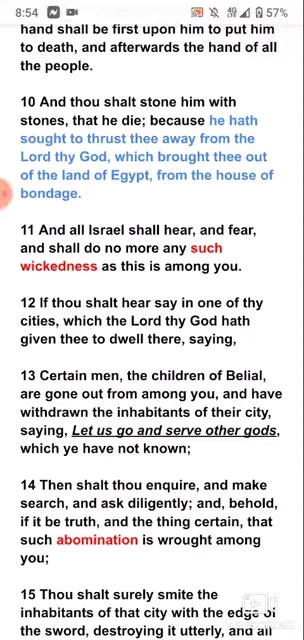 8:54
57%
hand shall be first upon him to put him
to death, and afterwards the hand of all
the people.
10 And thou shalt stone him with
stones, that he die; because he hath
sought to thrust thee away from the
Lord thy God, which brought thee out
of the land of Egypt, from the house of
bondage.
11 And all Israel shall hear, and fear,
and shall do no more any such
wickedness as this is among you.
12 If thou shalt hear say in one of thy
cities, which the Lord thy God hath
given thee to dwell there, saying,
13 Certain men, the children of Belial,
are gone out from among you, and have
withdrawn the inhabitants of their city,
saying, Let us go and serve other gods,
which ye have not known;
14 Then shalt thou enquire, and make
search, and ask diligently; and, behold,
if it be truth, and the thing certain, that
such abomination is wrought among
you;
15 Thou shalt surely smite the
inhabitants of that city with the edge of
the sword, destroying it utterly, and all